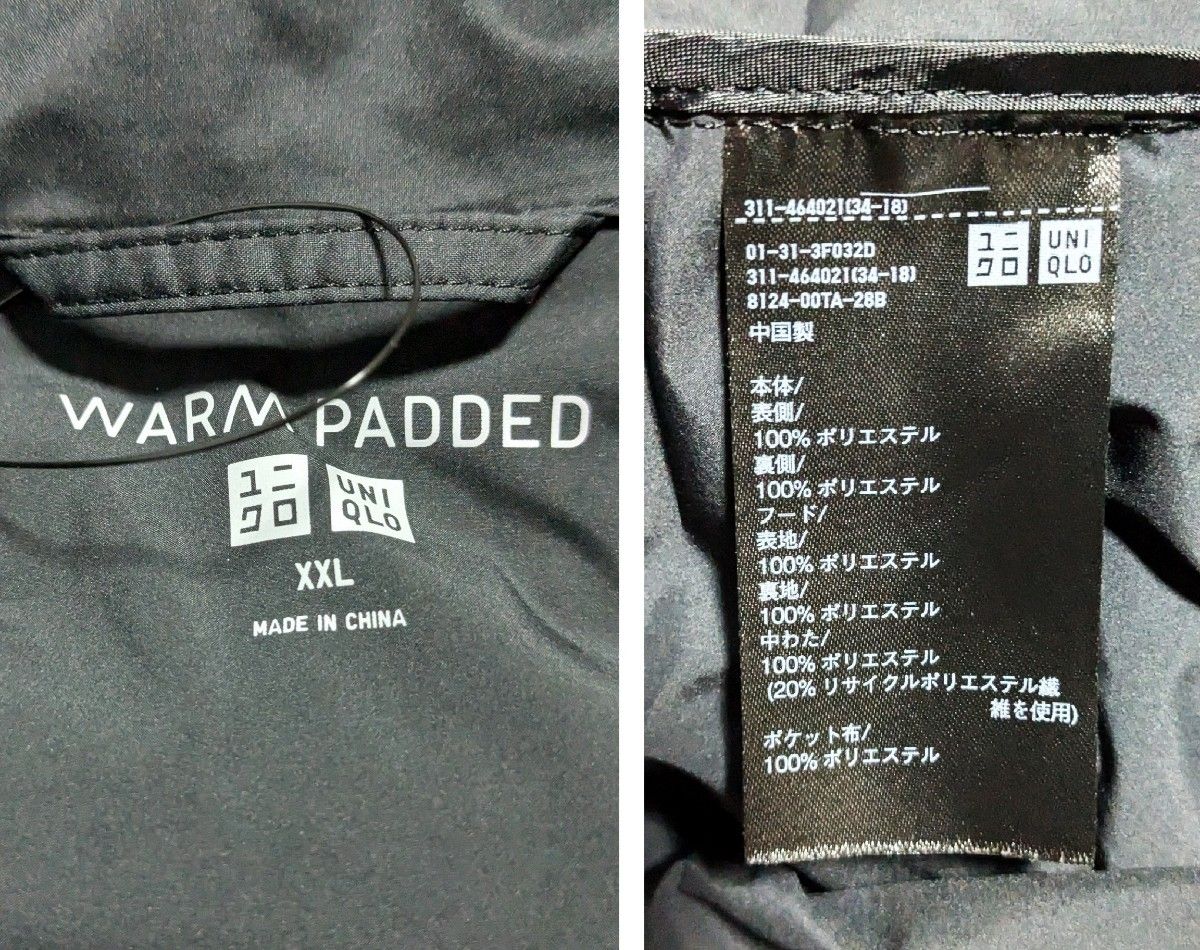 WARM PADDED
ユニ
クロ
UNI
QLO
XXL
MADE IN CHINA
311-464021(34-18)
01-31-3F032D
311-464021(34-18)
8124-00TA-28B
ユニ
クロ
UNI
QLO
中国製
本体/
表側/
100% ポリエステル
裏側/
100% ポリエステル
フード/
表地/
100% ポリエステル
裏地/
100% ポリエステル
中わた/
100% ポリエステル
(20% リサイクルポリエステル繊
維を使用)
ポケット布/
100% ポリエステル